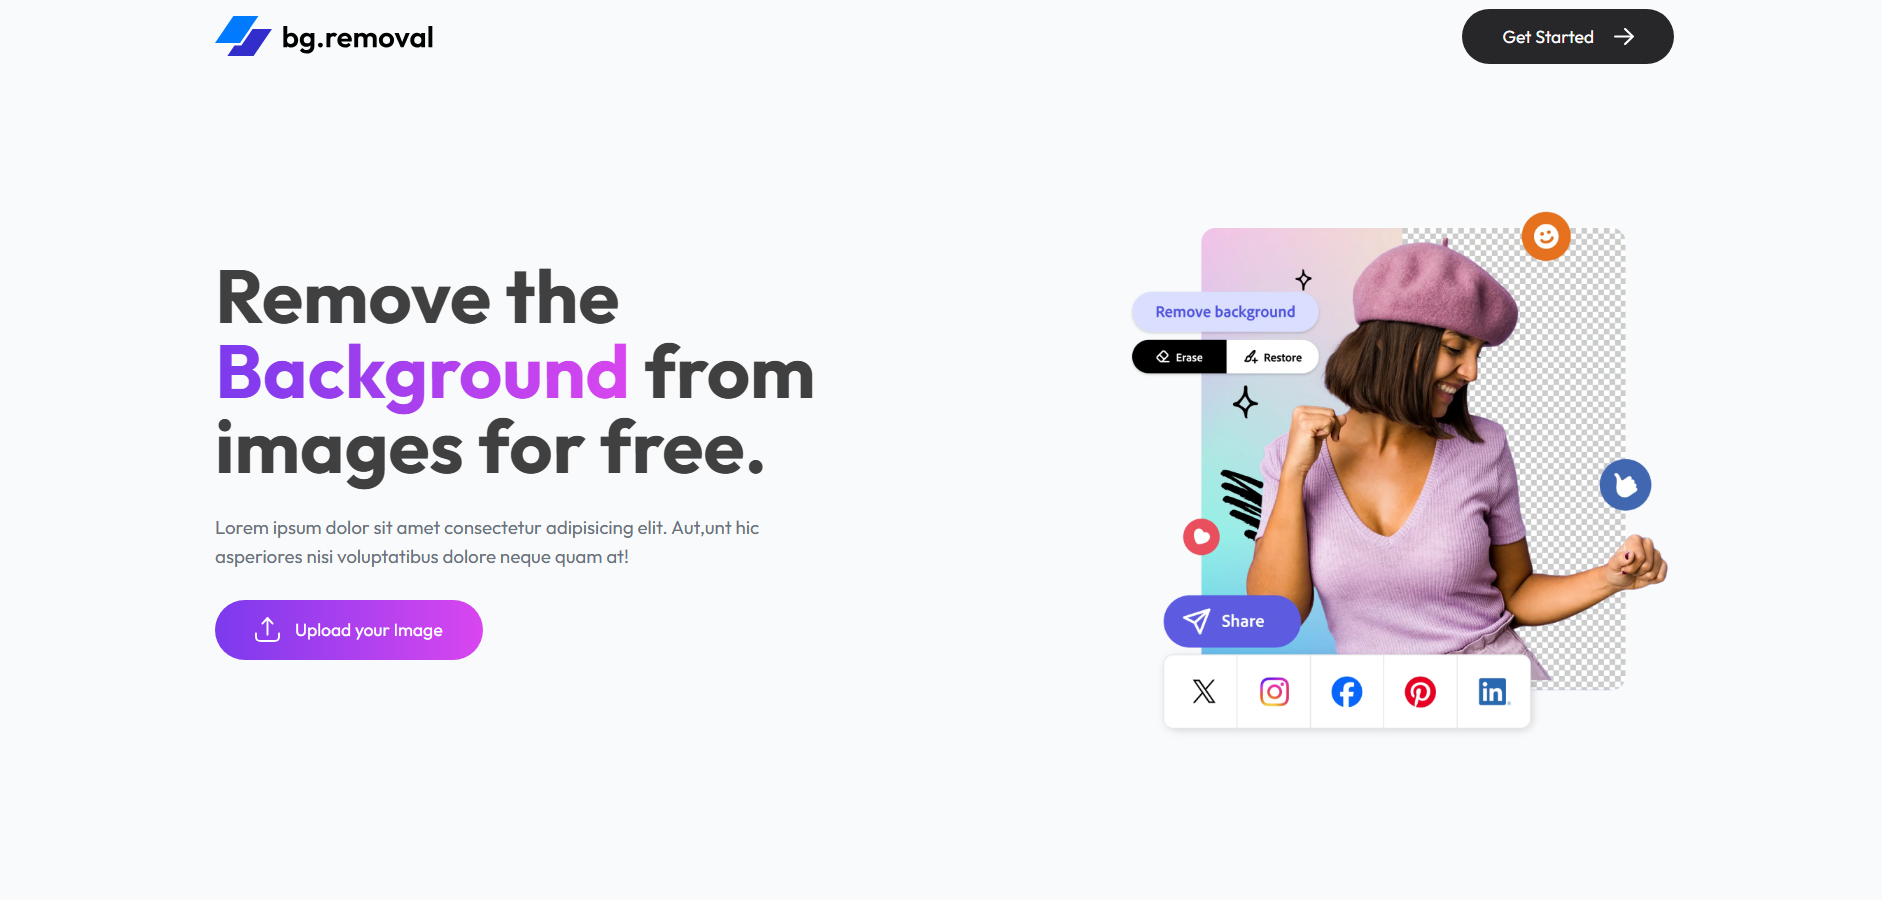 bg.removal
Get Started
Remove the
Background from
images for free.
Lorem ipsum dolor sit amet consectetur adipisicing elit. Aut,unt hic
asperiores nisi voluptatibus dolore neque quam at!
Upload your Image
Remove background
Erase
Restore
Share